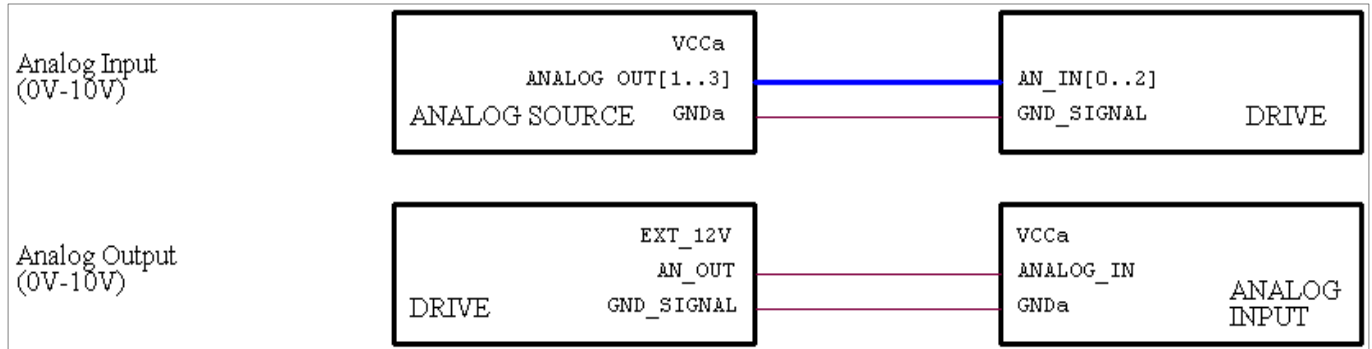 Analog Input
(0V-10V)
VCCa
ANALOG OUT[1..3]
ANALOG SOURCE GNDa
AN_IN[0..2]
GND_SIGNAL DRIVE
Analog Output
(0V-10V)
EXT_12V
AN_OUT
DRIVE GND_SIGNAL
VCCa
ANALOG_IN
GNDa
ANALOG
INPUT